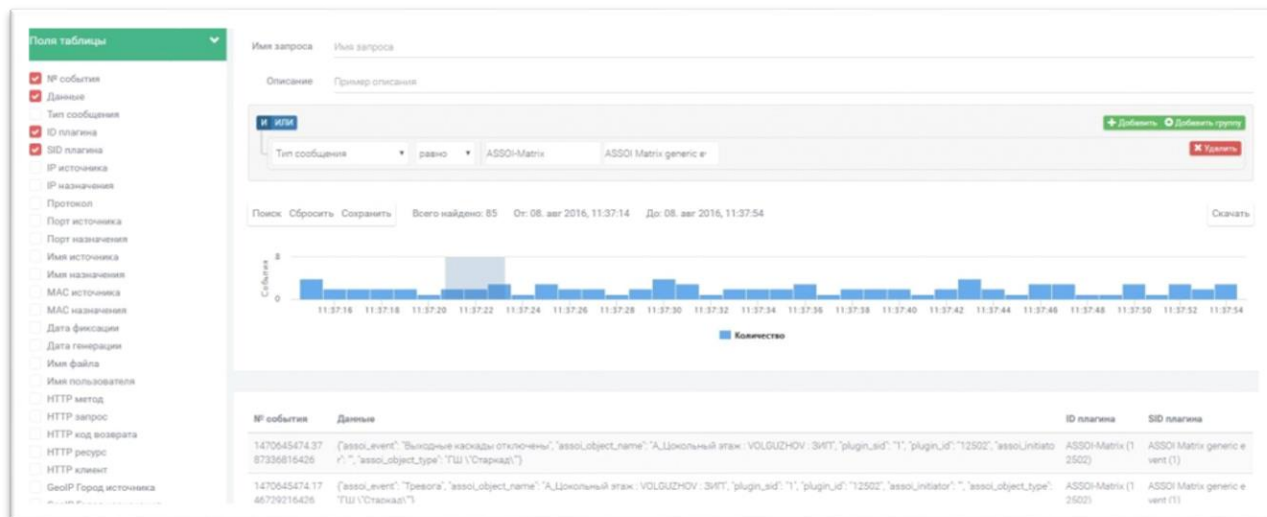 Поля таблицы
№ события
Данные
Тип сообщения
ID плагина
SID плагина
IP источника
IP назначения
Протокол
Порт источника
Порт назначения
Имя источника
Имя назначения
MAC источника
MAC назначения
Дата фиксации
Дата генерации
Имя файла
Имя пользователя
HTTP метод
HTTP запрос
HTTP код возврата
HTTP ресурс
HTTP клиент
GeoIP Город источника
Имя запроса Имя запроса
Описание Пример описания
И ИЛИ + Добавить Добавить группу
Тип сообщения равно ASSOI-Matrix ASSOI Matrix generic e Удалить
Поиск Сбросить Сохранить Всего найдено: 85 От: 08. авг 2016, 11:37:14 До: 08. авг 2016, 11:37:54 Скачать
8
События
0
11:37:16 11:37:18 11:37:20 11:37:22 11:37:24 11:37:26 11:37:28 11:37:30 11:37:32 11:37:34 11:37:36 11:37:38 11:37:40 11:37:42 11:37:44 11:37:46 11:37:48 11:37:50 11:37:52 11:37:54
Количество
№ события Данные ID плагина SID плагина
1470645474.37 {"assoi_event": "Выходные каскады отключены", "assoi_object_name": "А_Цокольный этаж : VOLGUZHOV : ЗИП", "plugin_sid": "1", "plugin_id": "12502", "assoi_initiato ASSOI-Matrix (1 ASSOI Matrix generic e
87336816426 r": "", "assoi_object_type": "ГШ \"Старкад\"} 2502) vent (1)
1470645474.17 {"assoi_event": "Тревога", "assoi_object_name": "А_Цокольный этаж : VOLGUZHOV : ЗИП", "plugin_sid": "1", "plugin_id": "12502", "assoi_initiator": "", "assoi_object_type": ASSOI-Matrix (1 ASSOI Matrix generic e
46729216426 "ГШ \"Старкад\"} 2502) vent (1)